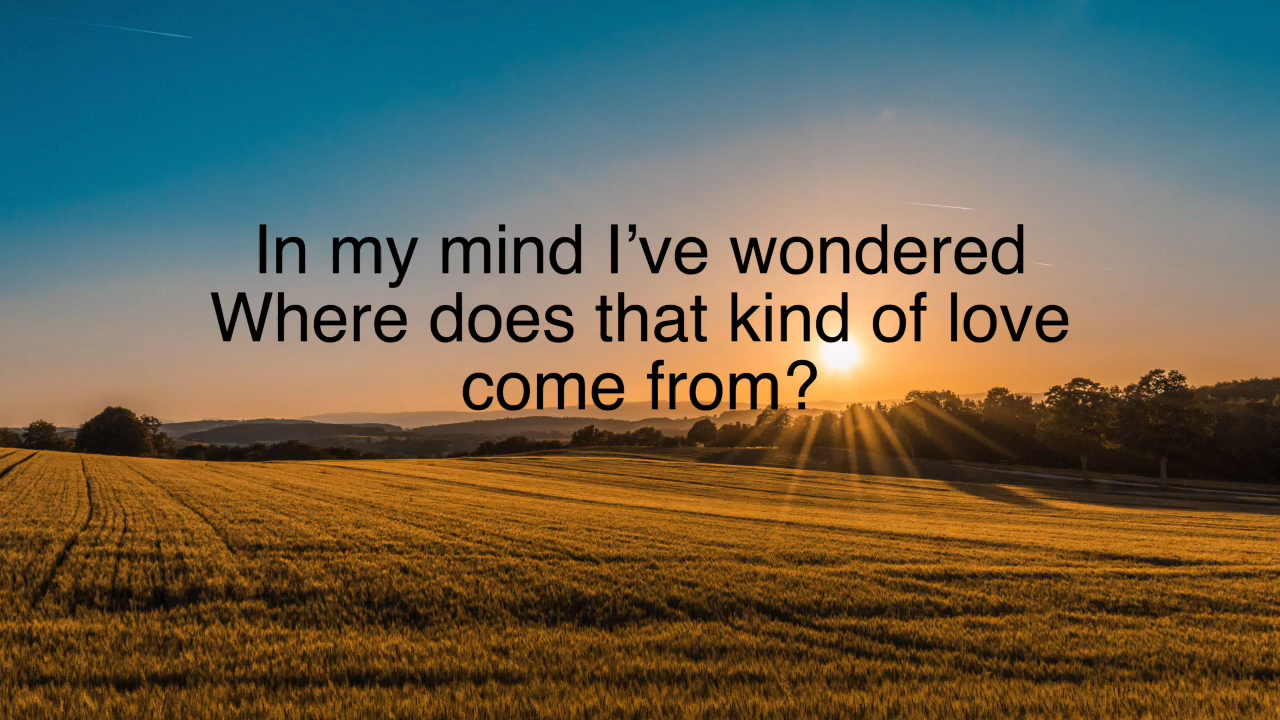 In my mind I’ve wondered
Where does that kind of love
come from?